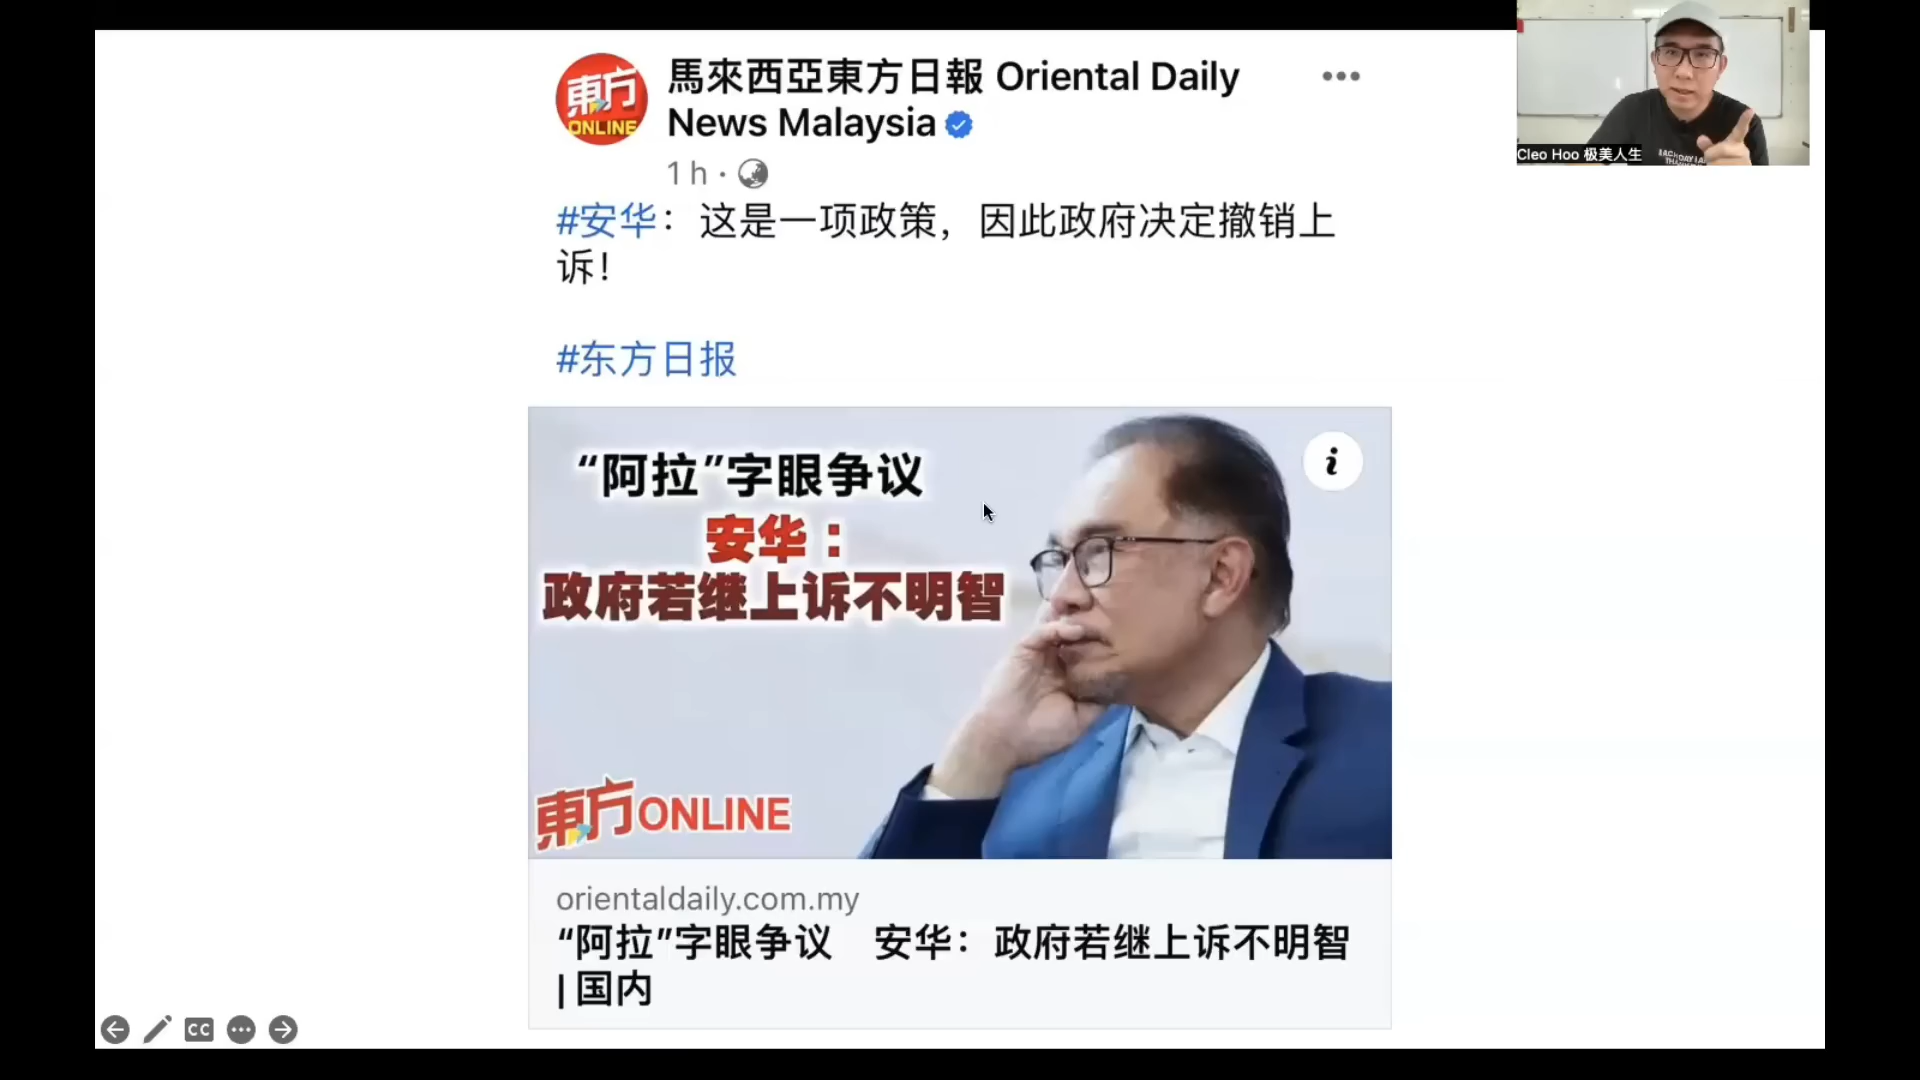 東方
ONLINE
馬來西亞東方日報 Oriental Daily
News Malaysia
1 h ·
#安华：这是一项政策，因此政府决定撤销上
诉！
#东方日报
“阿拉”字眼争议
安华：
政府若继上诉不明智
東方ONLINE
orientaldaily.com.my
“阿拉”字眼争议　安华：政府若继上诉不明智
| 国内
Cleo Hoo 极美人生
CC